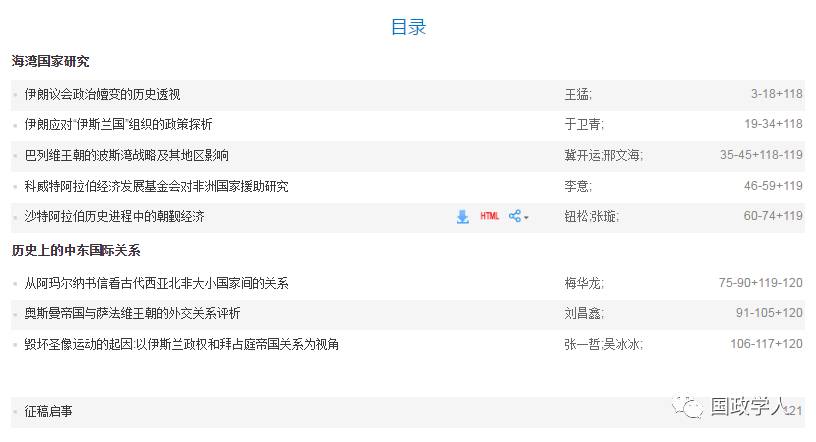 目录
海湾国家研究
伊朗议会政治嬗变的历史透视 王猛; 3-18+118
伊朗应对“伊斯兰国”组织的政策探析 于卫青; 19-34+118
巴列维王朝的波斯湾战略及其地区影响 冀开运;邢文海; 35-45+118-119
科威特阿拉伯经济发展基金会对非洲国家援助研究 李意; 46-59+119
沙特阿拉伯历史进程中的朝觐经济 HTML 钮松;张璇; 60-74+119
历史上的中东国际关系
从阿玛尔纳书信看古代西亚北非大小国家间的关系 梅华龙; 75-90+119-120
奥斯曼帝国与萨法维王朝的外交关系评析 刘昌鑫; 91-105+120
毁坏圣像运动的起因:以伊斯兰政权和拜占庭帝国关系为视角 张一哲;吴冰冰; 106-117+120
征稿启事 121
国政学人